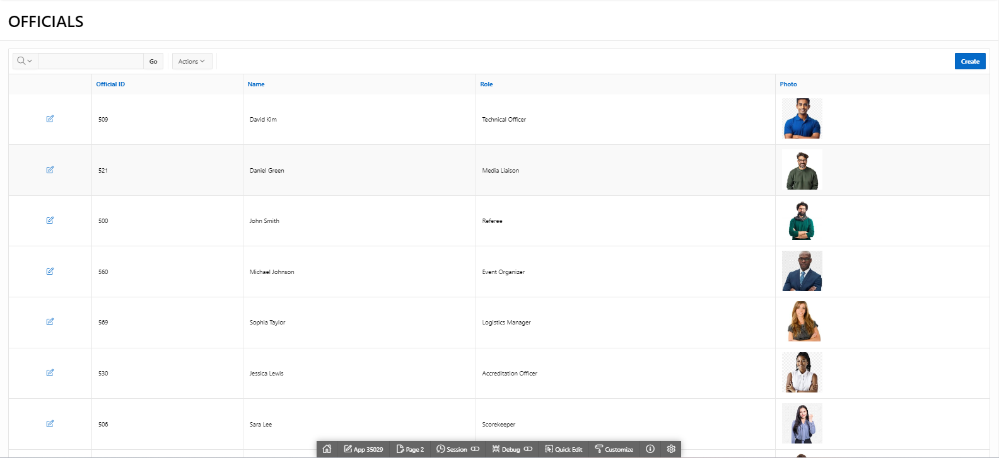 OFFICIALS
Go Actions Create
Official ID Name Role Photo
509 David Kim Technical Officer
521 Daniel Green Media Liaison
500 John Smith Referee
560 Michael Johnson Event Organizer
569 Sophia Taylor Logistics Manager
530 Jessica Lewis Accreditation Officer
506 Sara Lee Scorekeeper
App 35029 Page 2 Session Debug Quick Edit Customize